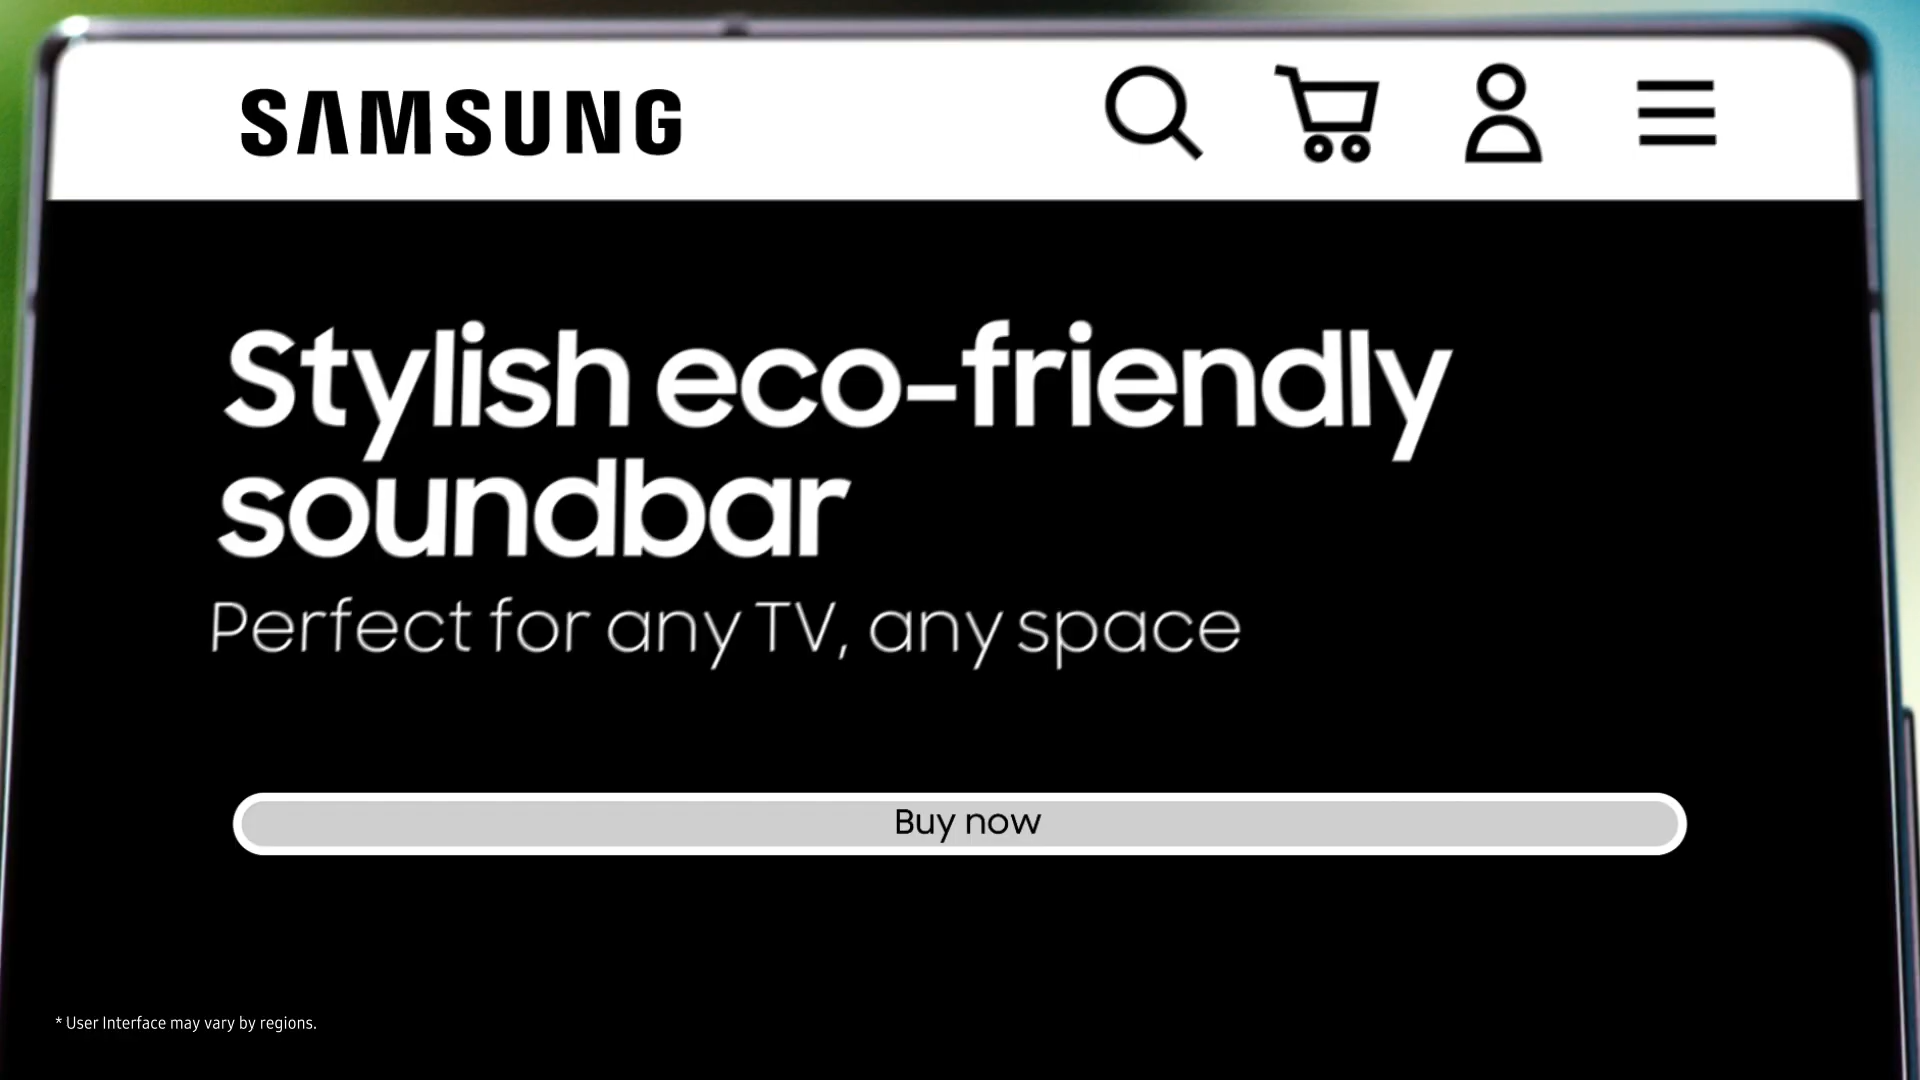 SAMSUNG
Stylish eco-friendly
soundbar
Perfect for any TV, any space
Buy now
* User Interface may vary by regions.